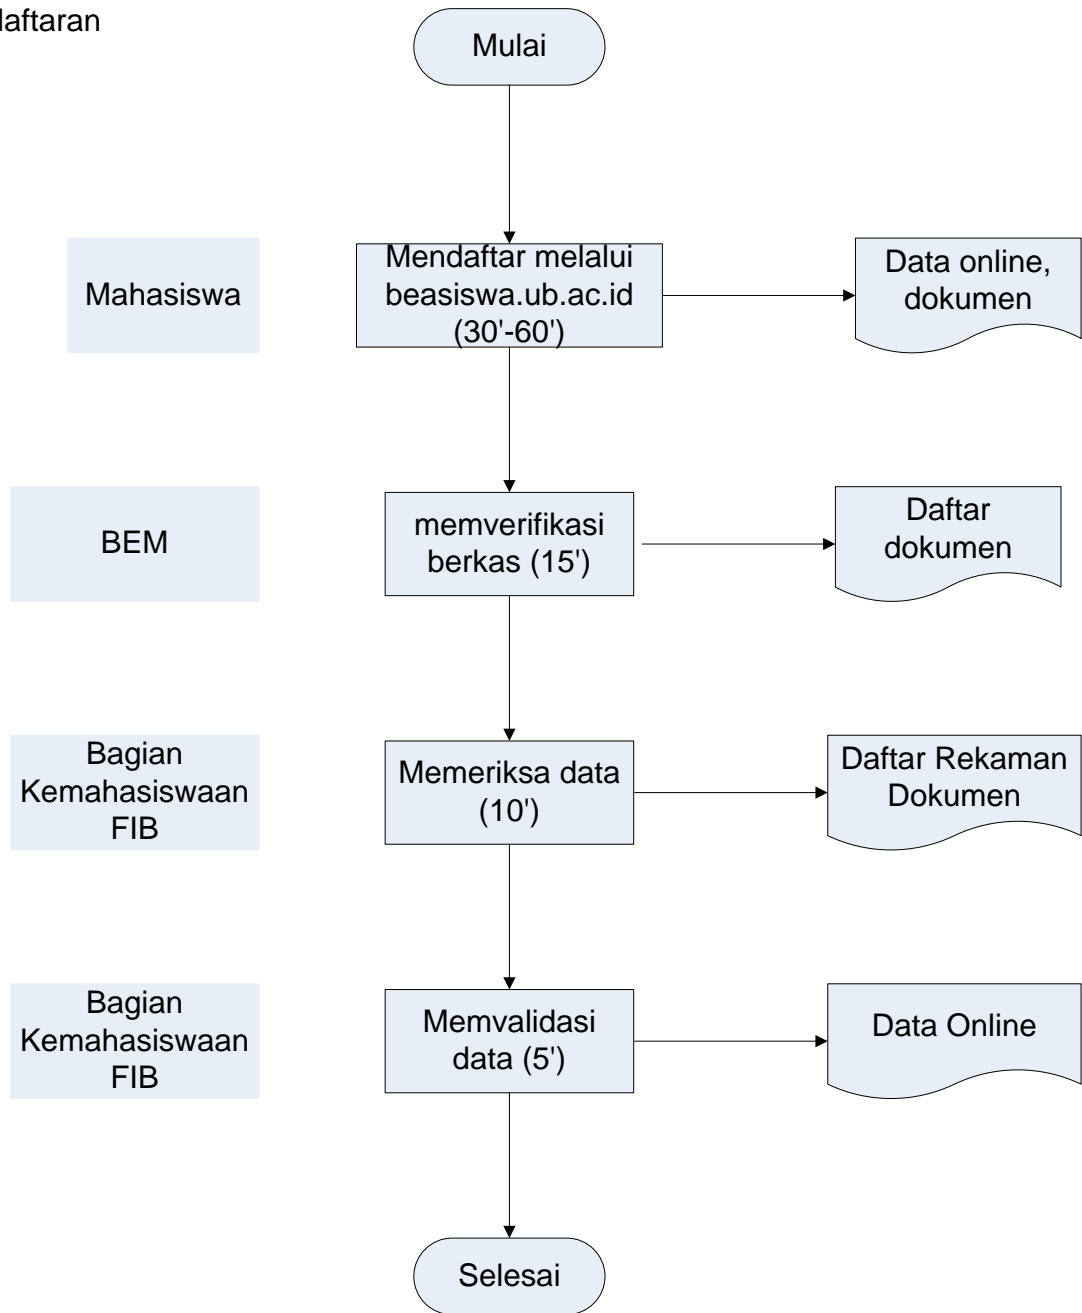 daftaran
Mulai
Mahasiswa
Mendaftar melalui
beasiswa.ub.ac.id
(30'-60')
Data online,
dokumen
BEM
memverifikasi
berkas (15')
Daftar
dokumen
Bagian
Kemahasiswaan
FIB
Memeriksa data
(10')
Daftar Rekaman
Dokumen
Bagian
Kemahasiswaan
FIB
Memvalidasi
data (5')
Data Online
Selesai